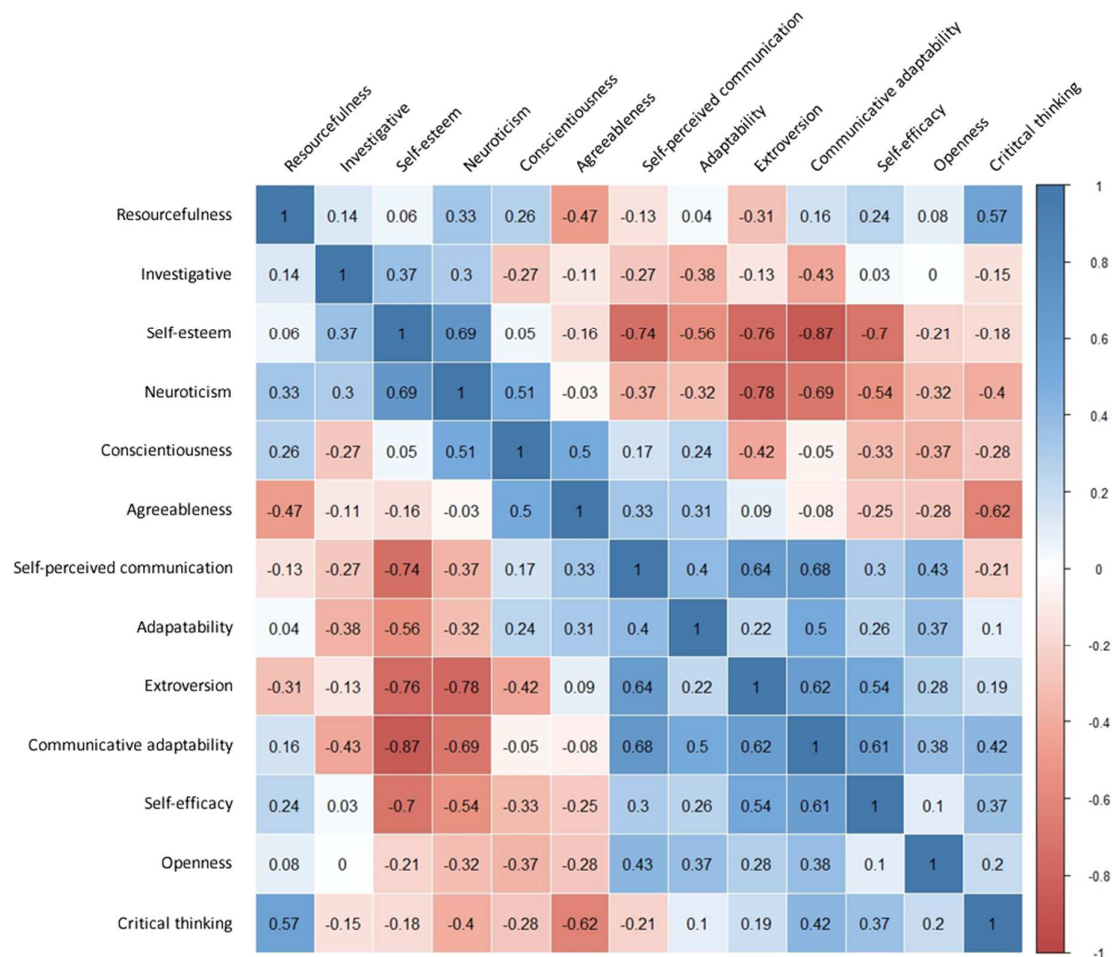 Resourcefulness
Investigative
Self-esteem
Neuroticism
Conscientiousness
Agreeableness
Self-perceived communication
Adaptability
Extroversion
Communicative adaptability
Self-efficacy
Openness
Crititcal thinking
Resourcefulness 1 0.14 0.06 0.33 0.26 -0.47 -0.13 0.04 -0.31 0.16 0.24 0.08 0.57
Investigative 0.14 1 0.37 0.3 -0.27 -0.11 -0.27 -0.38 -0.13 -0.43 0.03 0 -0.15
Self-esteem 0.06 0.37 1 0.69 0.05 -0.16 -0.74 -0.56 -0.76 -0.87 -0.7 -0.21 -0.18
Neuroticism 0.33 0.3 0.69 1 0.51 -0.03 -0.37 -0.32 -0.78 -0.69 -0.54 -0.32 -0.4
Conscientiousness 0.26 -0.27 0.05 0.51 1 0.5 0.17 0.24 -0.42 -0.05 -0.33 -0.37 -0.28
Agreeableness -0.47 -0.11 -0.16 -0.03 0.5 1 0.33 0.31 0.09 -0.08 -0.25 -0.28 -0.62
Self-perceived communication -0.13 -0.27 -0.74 -0.37 0.17 0.33 1 0.4 0.64 0.68 0.3 0.43 -0.21
Adapatability 0.04 -0.38 -0.56 -0.32 0.24 0.31 0.4 1 0.22 0.5 0.26 0.37 0.1
Extroversion -0.31 -0.13 -0.76 -0.78 -0.42 0.09 0.64 0.22 1 0.62 0.54 0.28 0.19
Communicative adaptability 0.16 -0.43 -0.87 -0.69 -0.05 -0.08 0.68 0.5 0.62 1 0.61 0.38 0.42
Self-efficacy 0.24 0.03 -0.7 -0.54 -0.33 -0.25 0.3 0.26 0.54 0.61 1 0.1 0.37
Openness 0.08 0 -0.21 -0.32 -0.37 -0.28 0.43 0.37 0.28 0.38 0.1 1 0.2
Critical thinking 0.57 -0.15 -0.18 -0.4 -0.28 -0.62 -0.21 0.1 0.19 0.42 0.37 0.2 1
1
0.8
0.6
0.4
0.2
0
-0.2
-0.4
-0.6
-0.8
-1